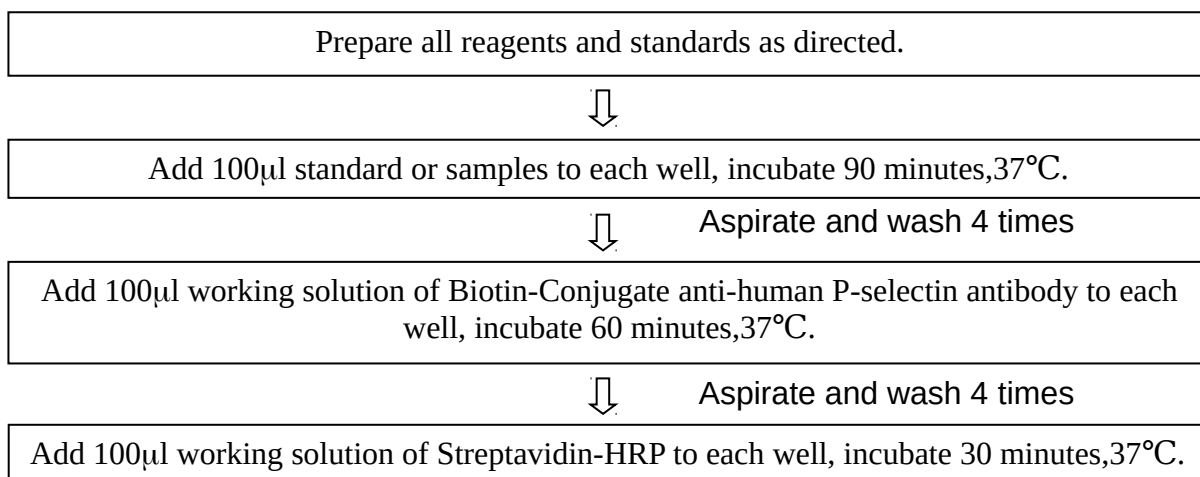 Prepare all reagents and standards as directed.
Add 100μl standard or samples to each well, incubate 90 minutes,37℃.
Aspirate and wash 4 times
Add 100μl working solution of Biotin-Conjugate anti-human P-selectin antibody to each
well, incubate 60 minutes,37℃.
Aspirate and wash 4 times
Add 100μl working solution of Streptavidin-HRP to each well, incubate 30 minutes,37℃.